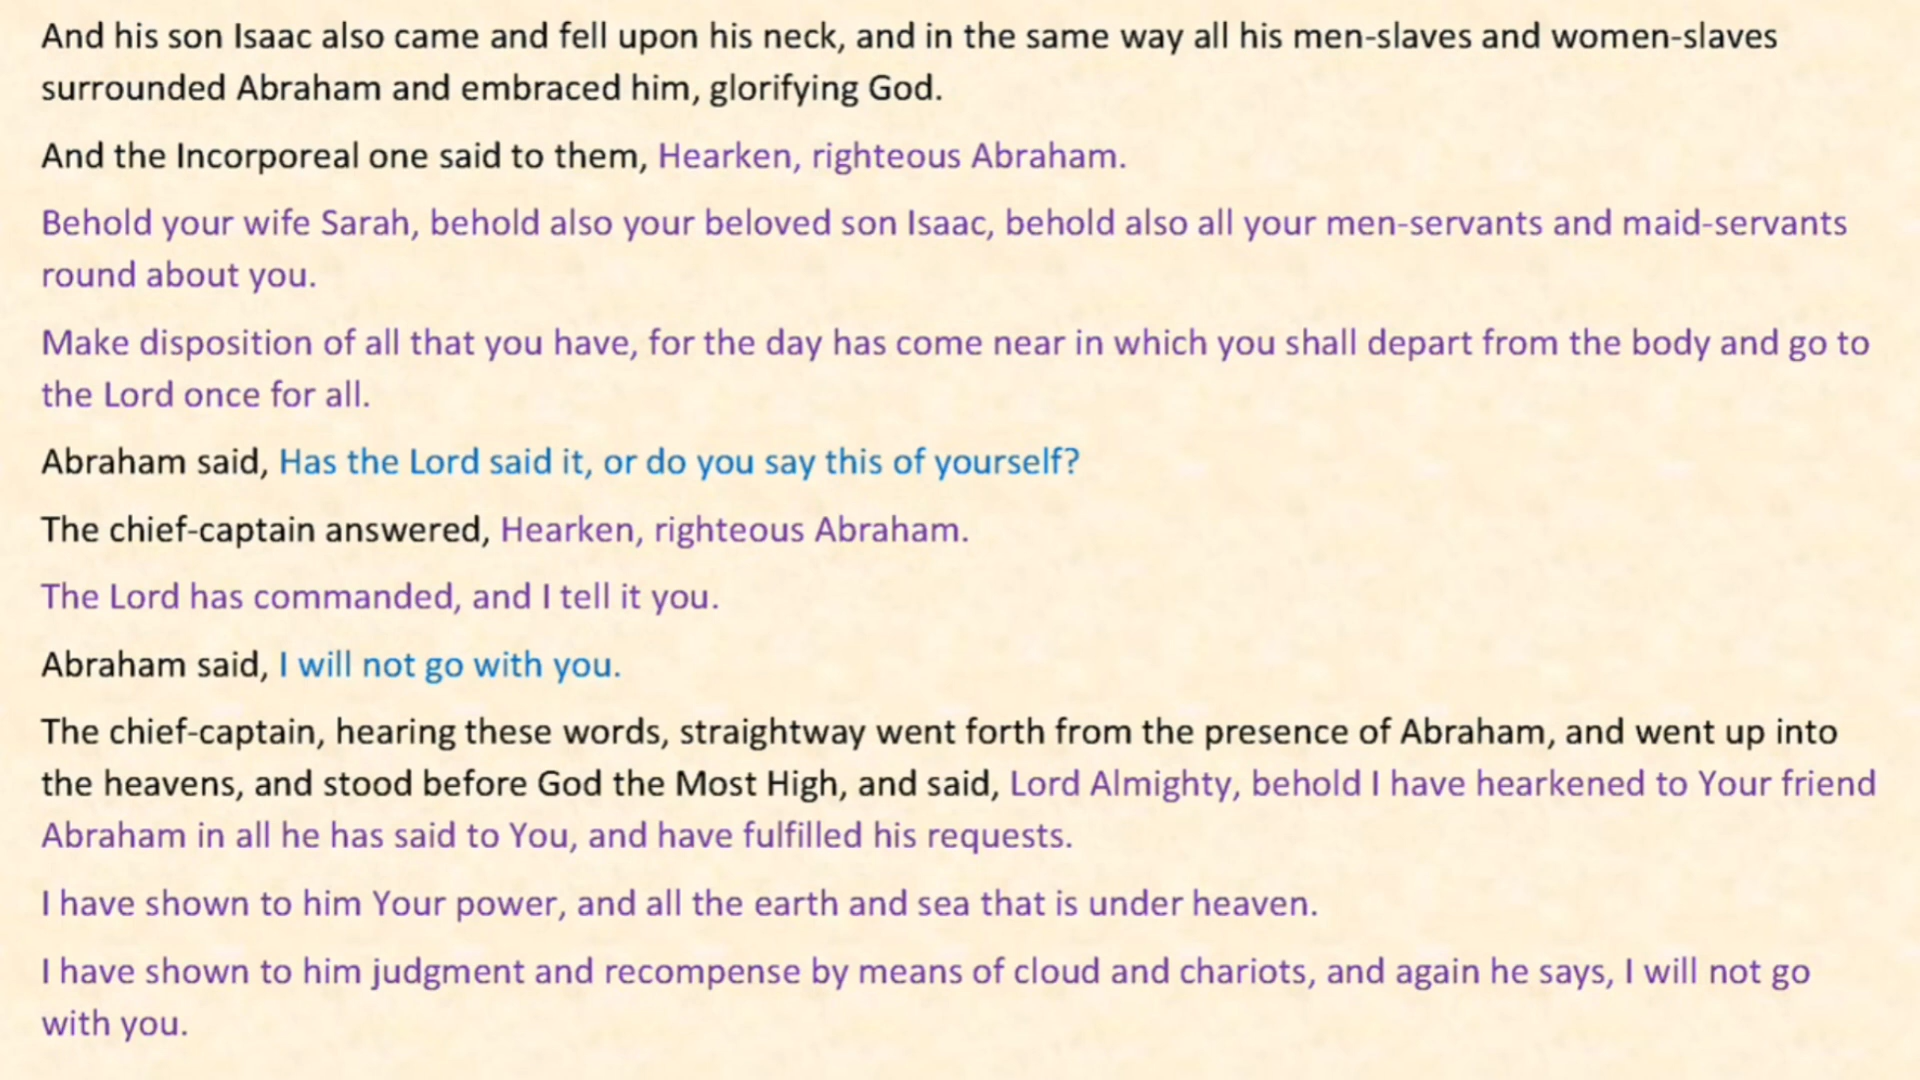 And his son Isaac also came and fell upon his neck, and in the same way all his men-slaves and women-slaves
surrounded Abraham and embraced him, glorifying God.
And the Incorporeal one said to them, Hearken, righteous Abraham.
Behold your wife Sarah, behold also your beloved son Isaac, behold also all your men-servants and maid-servants
round about you.
Make disposition of all that you have, for the day has come near in which you shall depart from the body and go to
the Lord once for all.
Abraham said, Has the Lord said it, or do you say this of yourself?
The chief-captain answered, Hearken, righteous Abraham.
The Lord has commanded, and I tell it you.
Abraham said, I will not go with you.
The chief-captain, hearing these words, straightway went forth from the presence of Abraham, and went up into
the heavens, and stood before God the Most High, and said, Lord Almighty, behold I have hearkened to Your friend
Abraham in all he has said to You, and have fulfilled his requests.
I have shown to him Your power, and all the earth and sea that is under heaven.
I have shown to him judgment and recompense by means of cloud and chariots, and again he says, I will not go
with you.